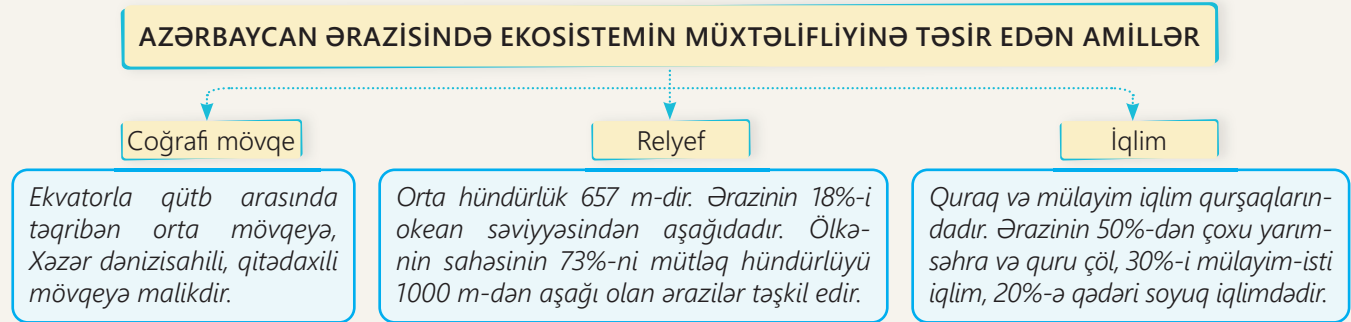 AZƏRBAYCAN ƏRAZİSİNDƏ EKOSİSTEMİN MÜXTƏLİFLİYİNƏ TƏSİR EDƏN AMİLLƏR
Coğrafi mövqe
Ekvatorla qütb arasında
təqribən orta mövqeyə,
Xəzər dənizisahili, qitədaxili
mövqeyə malikdir.
Relyef
Orta hündürlük 657 m-dir. Ərazinin 18%-i
okean səviyyəsindən aşağıdadır. Ölkə-
nin sahəsinin 73%-ni mütləq hündürlüyü
1000 m-dən aşağı olan ərazilər təşkil edir.
İqlim
Quraq və mülayim iqlim qurşaqların-
dadır. Ərazinin 50%-dən çoxu yarım-
səhra və quru çöl, 30%-i mülayim-isti
iqlim, 20%-ə qədəri soyuq iqlimdədir.